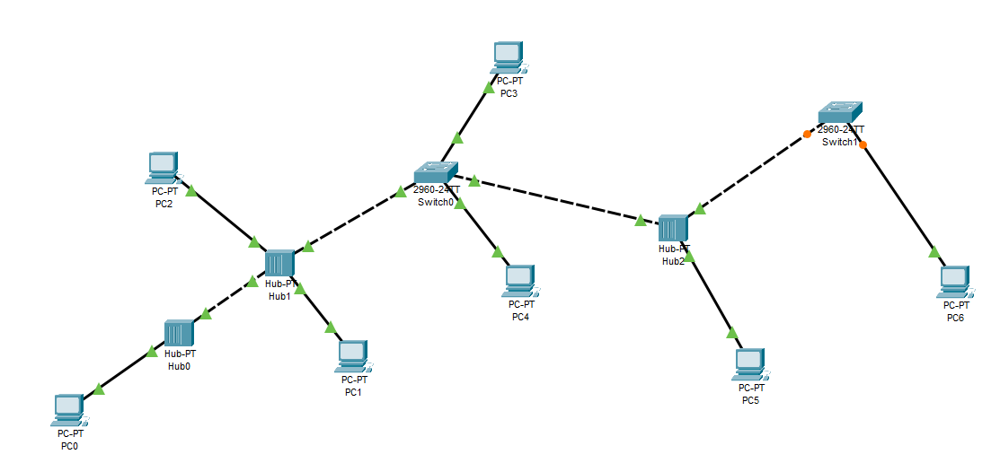 PC-PT
PC3
2960-24TT
Switch1
PC-PT
PC2
2960-24TT
Switch0
Hub-PT
Hub2
Hub-PT
Hub1
PC-PT
PC4
PC-PT
PC6
Hub-PT
Hub0
PC-PT
PC1
PC-PT
PC5
PC-PT
PC0